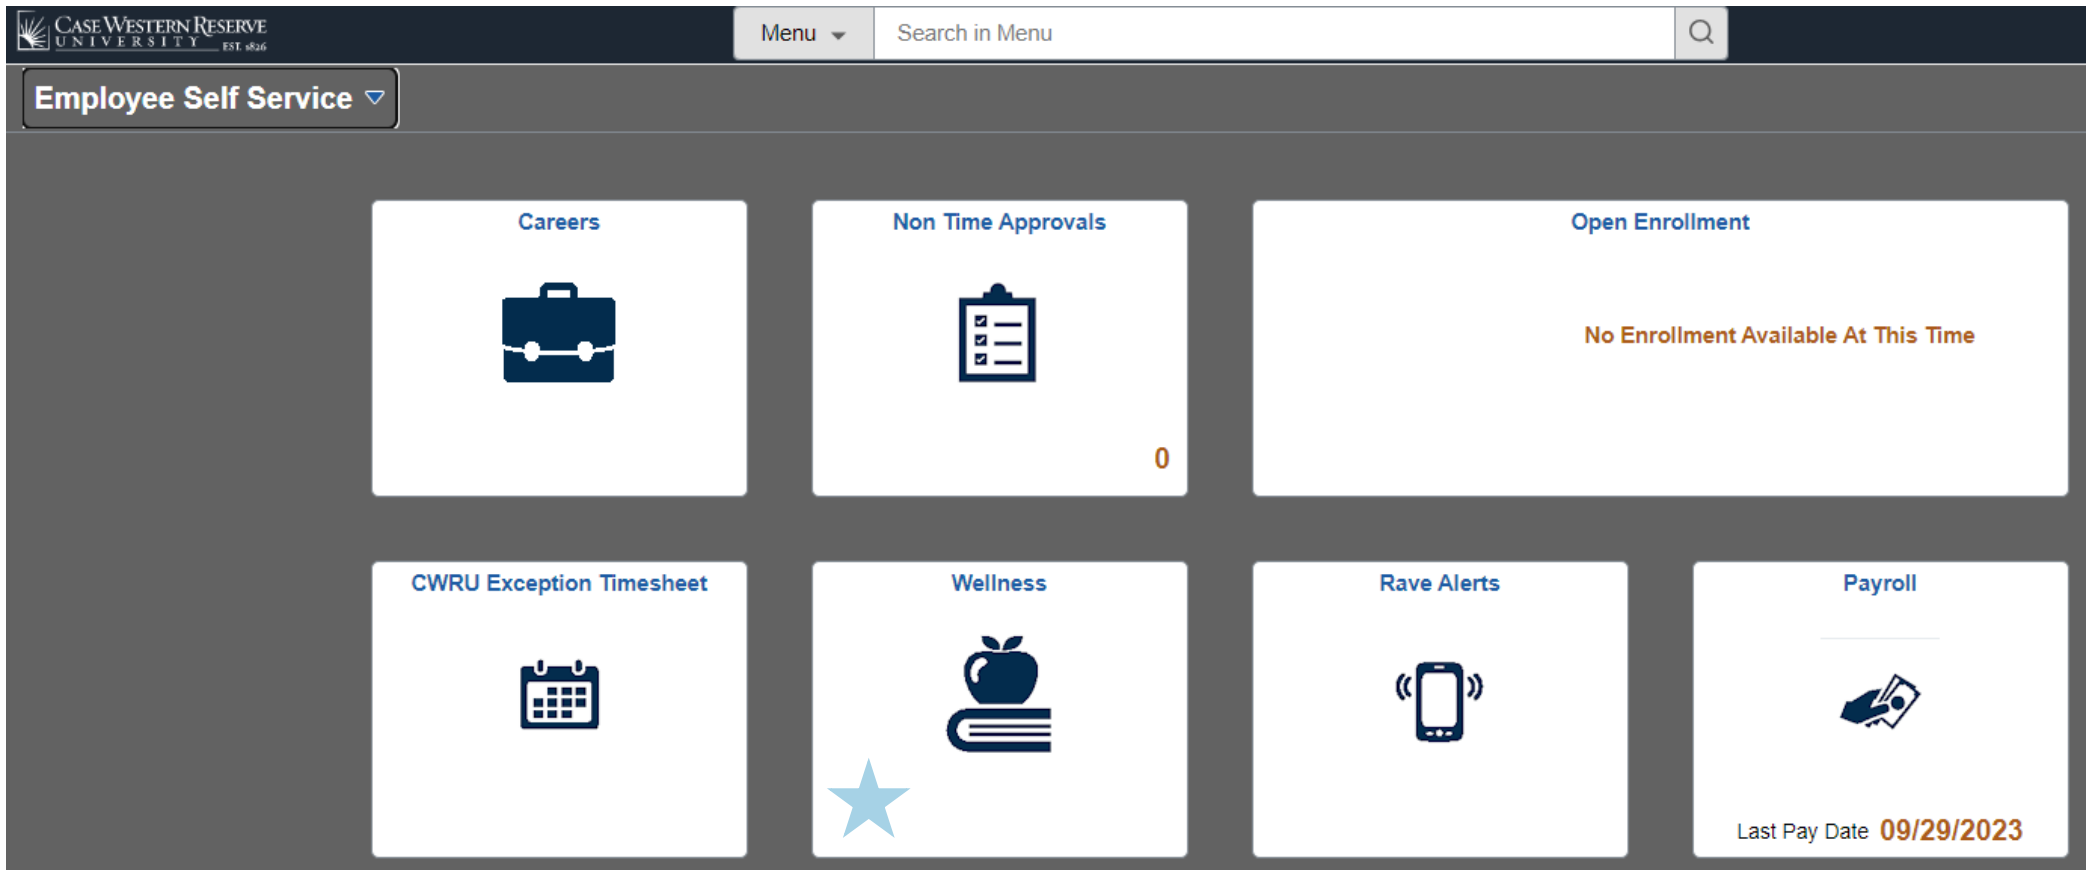 CASE WESTERN RESERVE
UNIVERSITY EST. 1826
Menu
Search in Menu
Employee Self Service
Careers
Non Time Approvals
0
Open Enrollment
No Enrollment Available At This Time
CWRU Exception Timesheet
Wellness
Rave Alerts
Payroll
Last Pay Date 09/29/2023